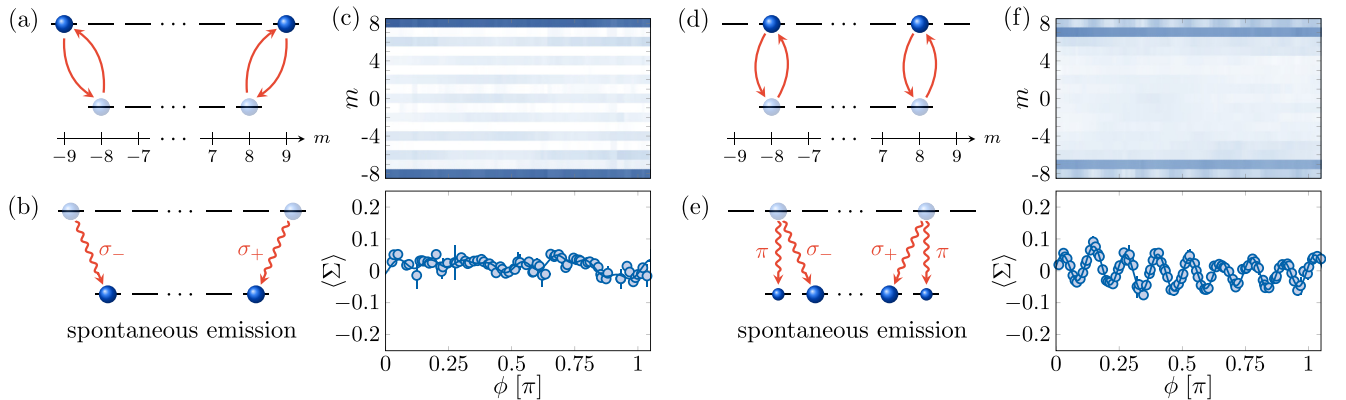 (a)
· · ·
· · ·
· · · m
−9 −8 −7 7 8 9
(b)
· · ·
σ− σ+
· · ·
spontaneous emission
(c)
8
4
0
-4
-8
m
0.2
0.1
0
−0.1
−0.2
⟨Σ⟩
0 0.25 0.5 0.75 1
ϕ [π]
(d)
· · ·
· · ·
· · · m
−9 −8 −7 7 8 9
(e)
· · ·
π σ− σ+ π
· · ·
spontaneous emission
(f)
8
4
0
-4
-8
m
0.2
0.1
0
−0.1
−0.2
⟨Σ⟩
0 0.25 0.5 0.75 1
ϕ [π]